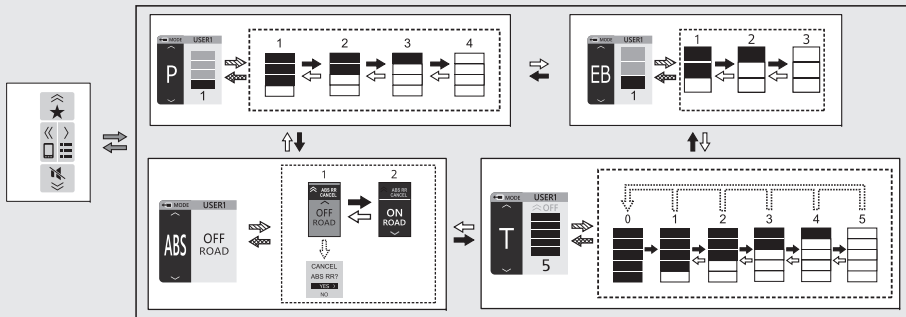 MODE USER1
P
1
1 2 3 4
MODE USER1
EB
1
1 2 3
MODE USER1
ABS
OFF
ROAD
1 2
ABS RR
CANCEL
OFF
ROAD
ABS RR
CANCEL
ON
ROAD
CANCEL
ABS RR?
YES
NO
MODE USER1
OFF
T
5
0 1 2 3 4 5